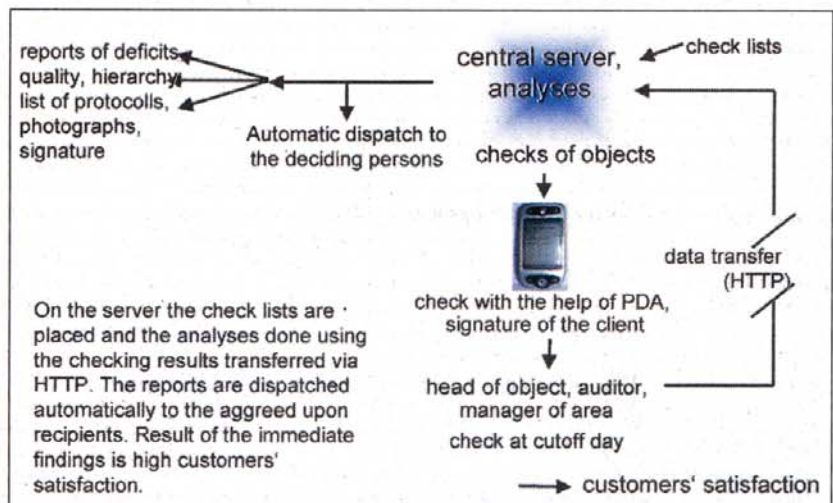 reports of deficits
quality, hierarchy
list of protocolls,
photographs,
signature
Automatic dispatch to
the deciding persons
central server,
analyses
check lists
checks of objects
check with the help of PDA,
signature of the client
data transfer
(HTTP)
head of object, auditor,
manager of area
check at cutoff day
On the server the check lists are
placed and the analyses done using
the checking results transferred via
HTTP. The reports are dispatched
automatically to the aggreed upon
recipients. Result of the immediate
findings is high customers'
satisfaction.
customers' satisfaction